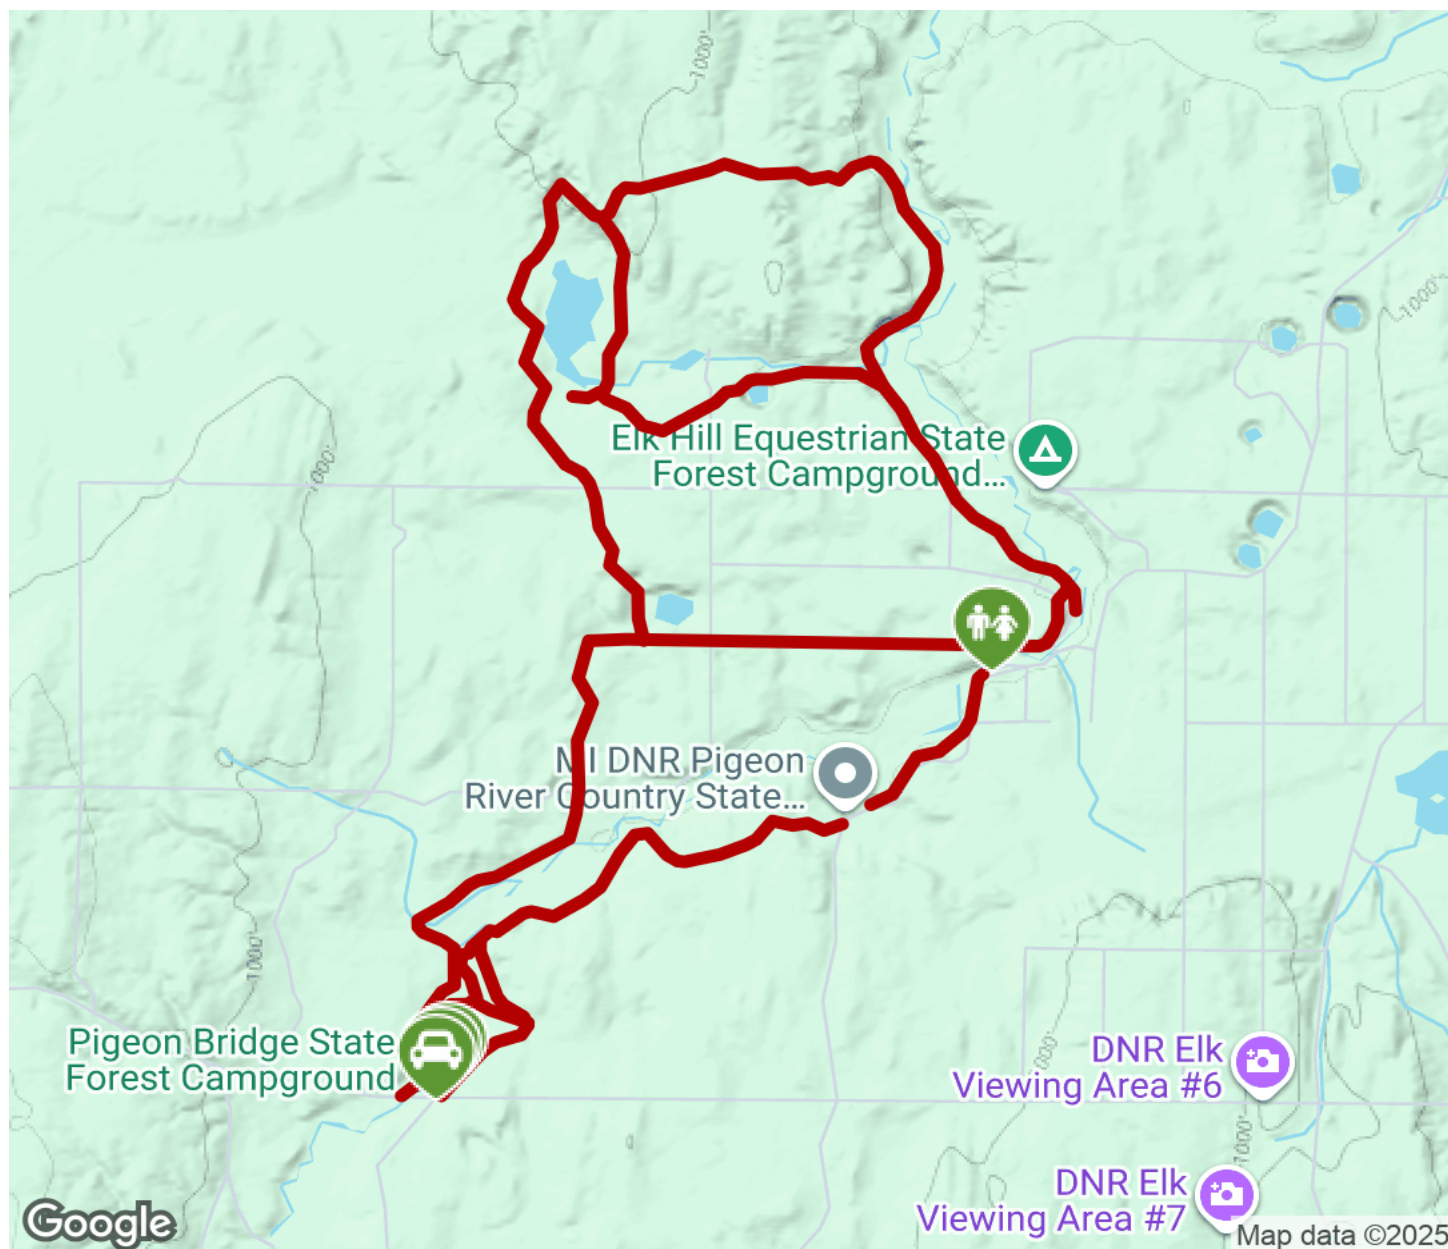 1000'
1000'
Elk Hill Equestrian State
Forest Campground...
1000'
MI DNR Pigeon
River Country State...
1000'
Pigeon Bridge State
Forest Campground
DNR Elk
Viewing Area #6
1000'
1000'
DNR Elk
Viewing Area #7
Google
Map data ©2025